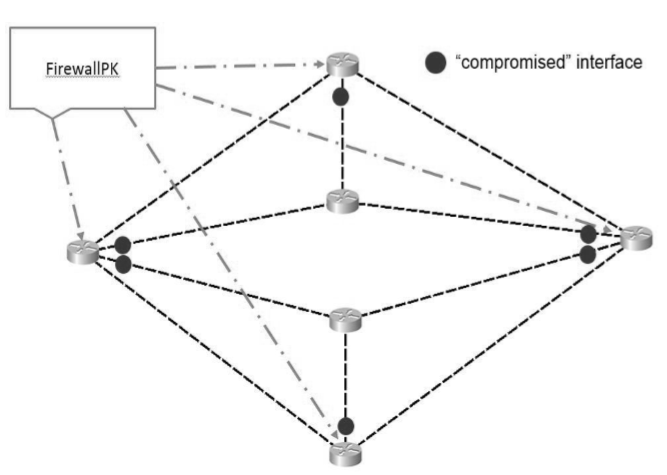 FirewallPK
“compromised” interface